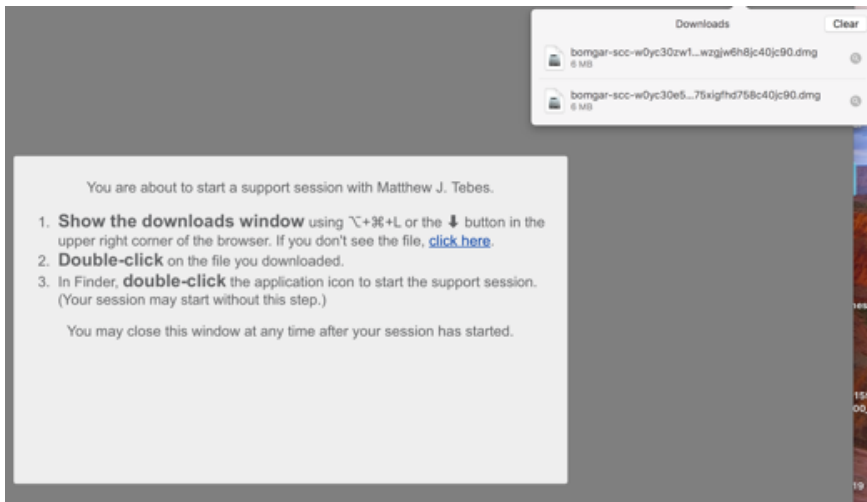 Downloads
Clear
bomgar-scc-w0yc30zw1...wzgjw6h8jc40jc90.dmg
6 MB
bomgar-scc-w0yc30e5...75xigfhd758c40jc90.dmg
6 MB
You are about to start a support session with Matthew J. Tebes.
1. Show the downloads window using ⌥+⌘+L or the ⬇ button in the
upper right corner of the browser. If you don't see the file, click here.
2. Double-click on the file you downloaded.
3. In Finder, double-click the application icon to start the support session.
(Your session may start without this step.)
You may close this window at any time after your session has started.